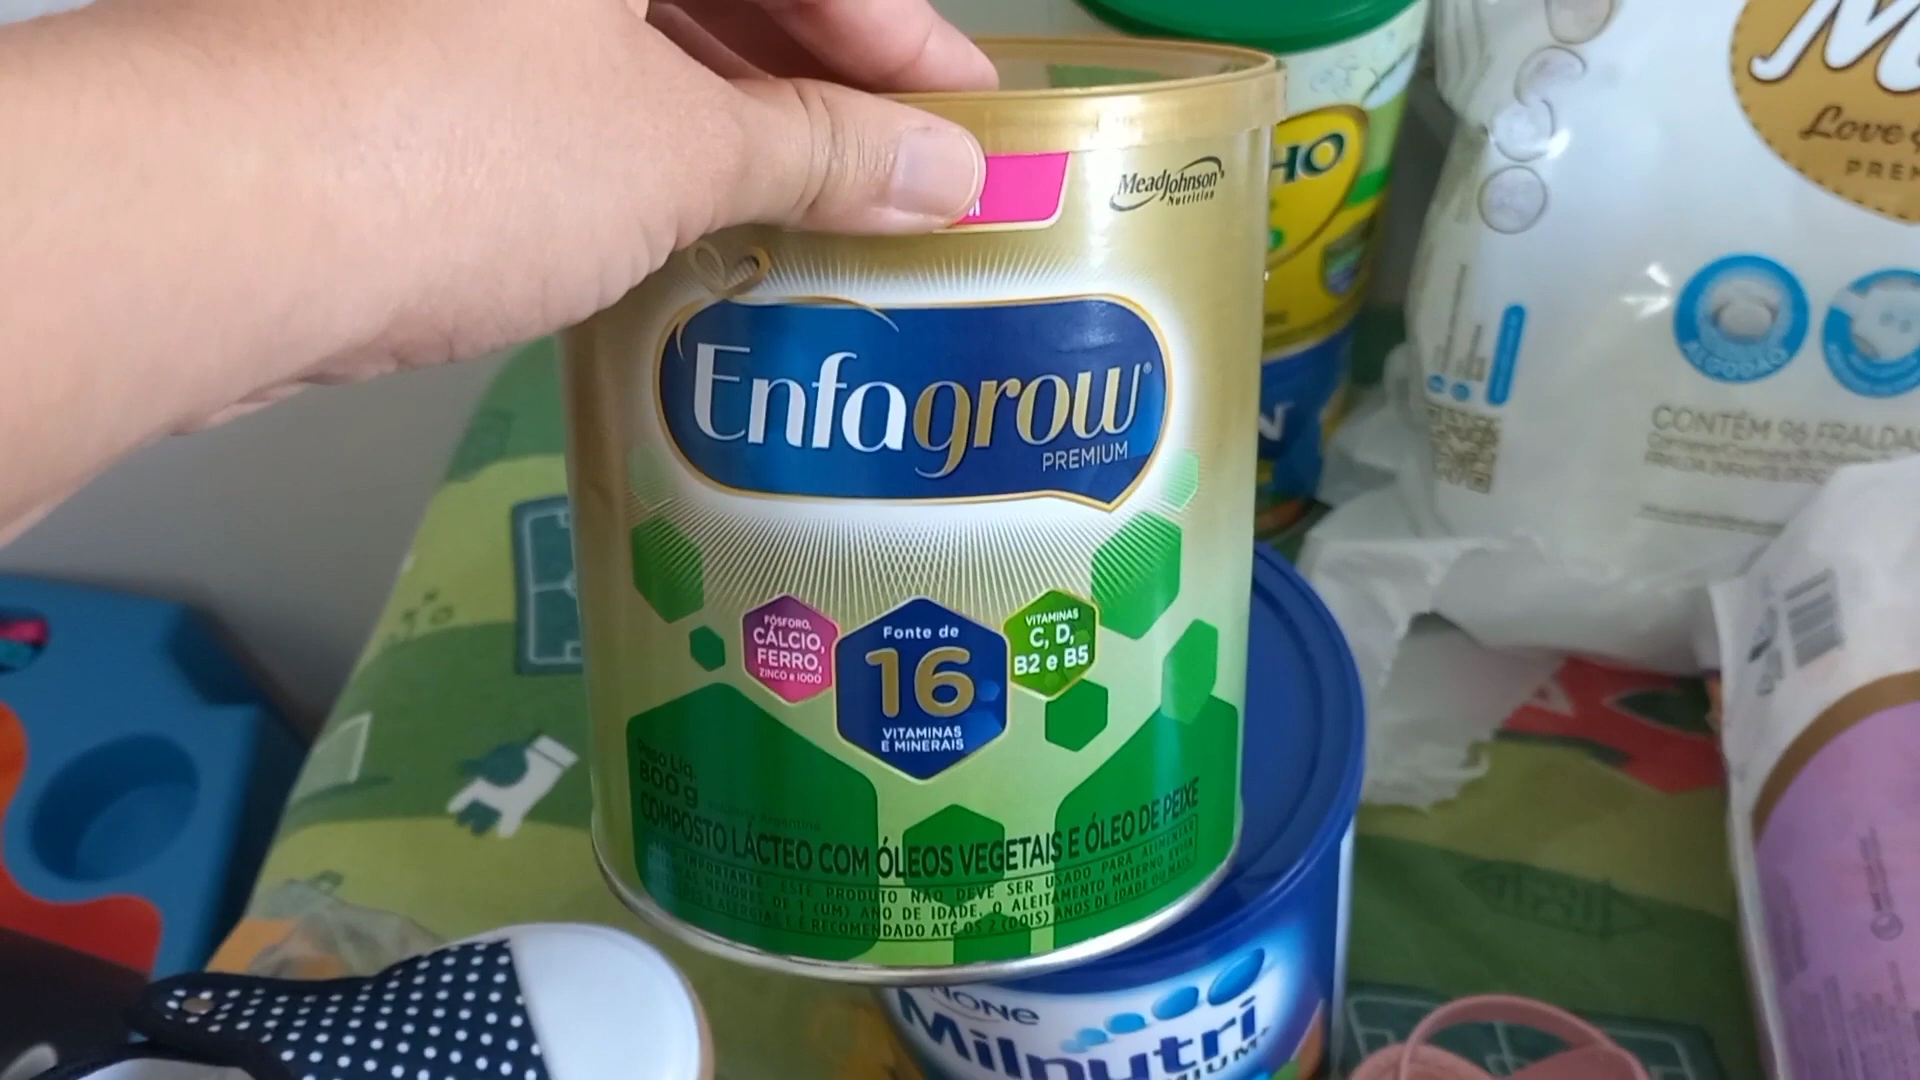 MeadJohnson
Nutrition
Enfagrow
PREMIUM
FÓSFORO,
CÁLCIO,
FERRO,
ZINCO e IODO
Fonte de
16
VITAMINAS
E MINERAIS
VITAMINAS
C, D,
B2 e B5
Peso Líq.
800 g
COMPOSTO LÁCTEO COM ÓLEOS VEGETAIS E ÓLEO DE PEIXE
IMPORTANTE: ESTE PRODUTO NÃO DEVE SER USADO PARA ALIMENTAR
MENORES DE 1 (UM) ANO DE IDADE. O ALEITAMENTO MATERNO EVITA
ALERGIAS E É RECOMENDADO ATÉ OS 2 (DOIS) ANOS DE IDADE OU MAIS.
Milnutri
HO
N
Love
PREM
ALGODÃO
CONTÉM 96 FRALDAS